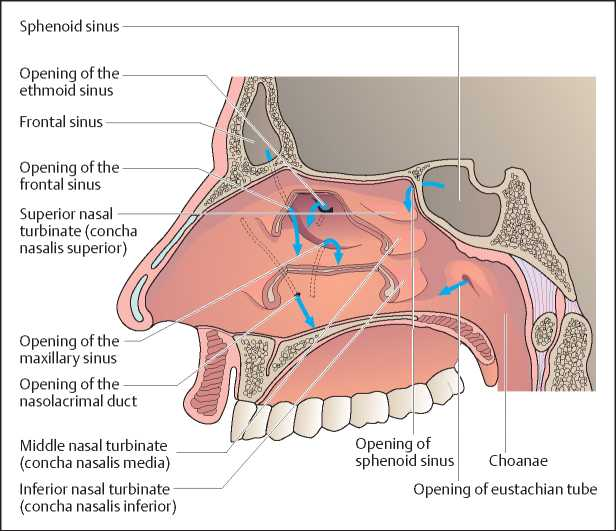 Sphenoid sinus
Opening of the
ethmoid sinus
Frontal sinus
Opening of the
frontal sinus
Superior nasal
turbinate (concha
nasalis superior)
Opening of the
maxillary sinus
Opening of the
nasolacrimal duct
Middle nasal turbinate
(concha nasalis media)
Inferior nasal turbinate
(concha nasalis inferior)
Opening of
sphenoid sinus
Choanae
Opening of eustachian tube